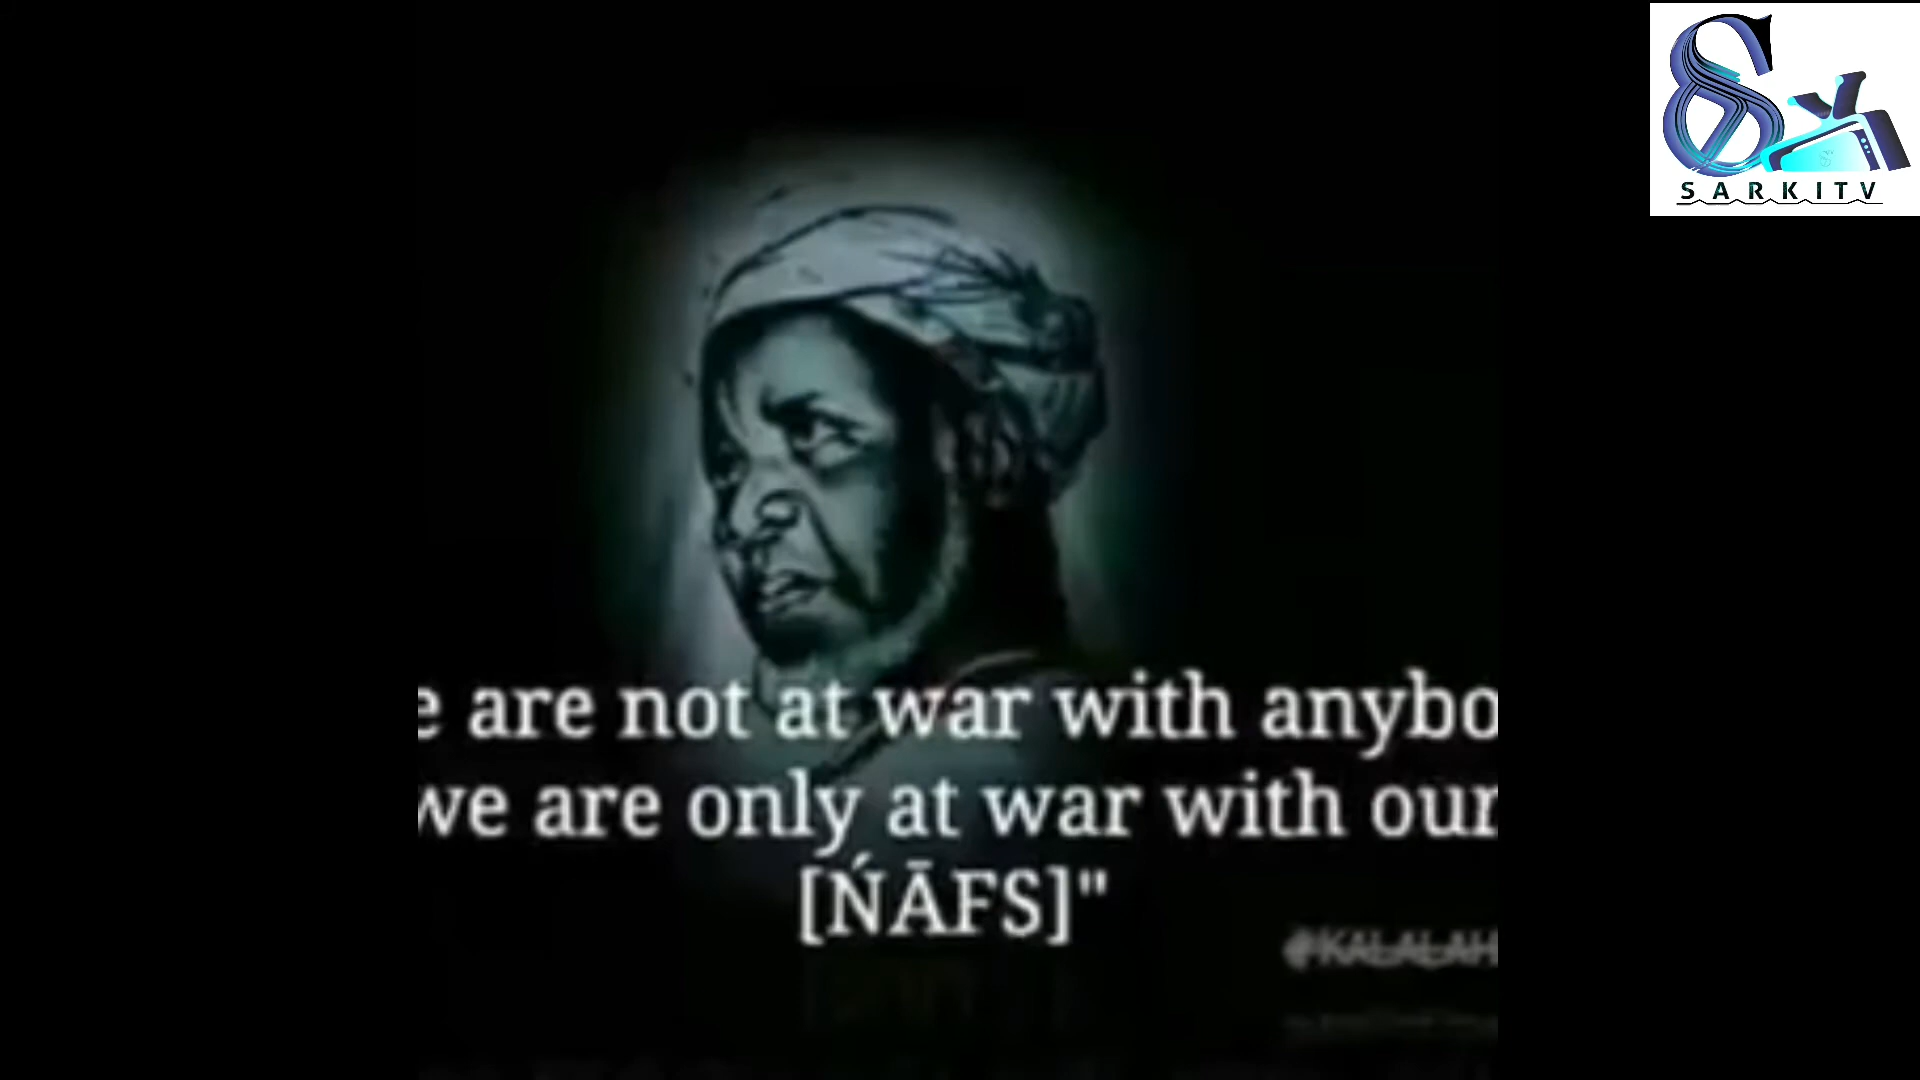 SARKITV
e are not at war with anybo
we are only at war with our
[ŃĀFS]"
@KALALAH